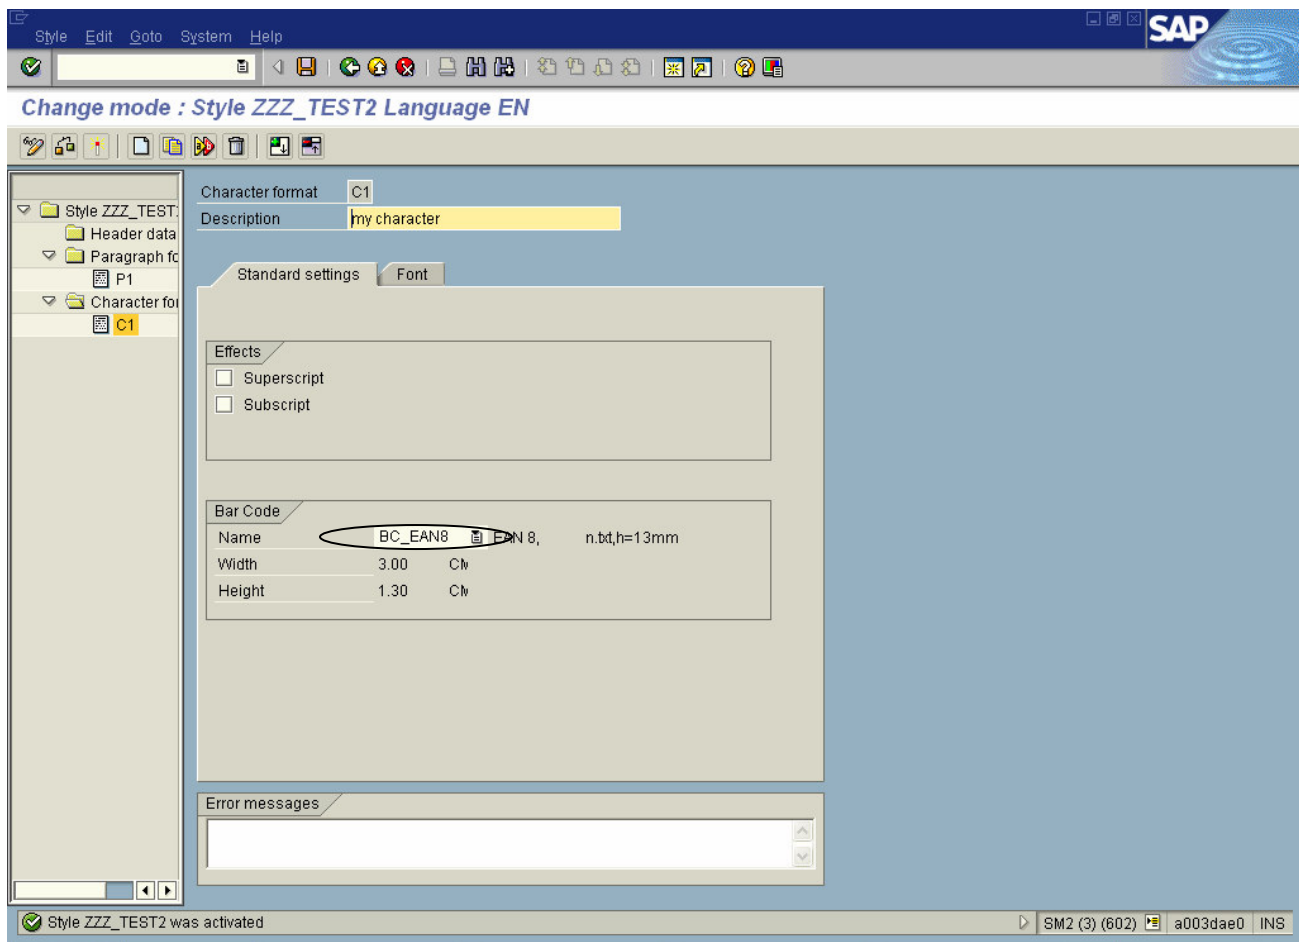 Style Edit Goto System Help
SAP
Change mode : Style ZZZ_TEST2 Language EN
Character format C1
Description my character
Style ZZZ_TEST
Header data
Paragraph fo
P1
Character for
C1
Standard settings Font
Effects
Superscript
Subscript
Bar Code
Name BC_EAN8 EAN 8, n.txt,h=13mm
Width 3.00 CM
Height 1.30 CM
Error messages
Style ZZZ_TEST2 was activated SM2 (3) (602) a003dae0 INS